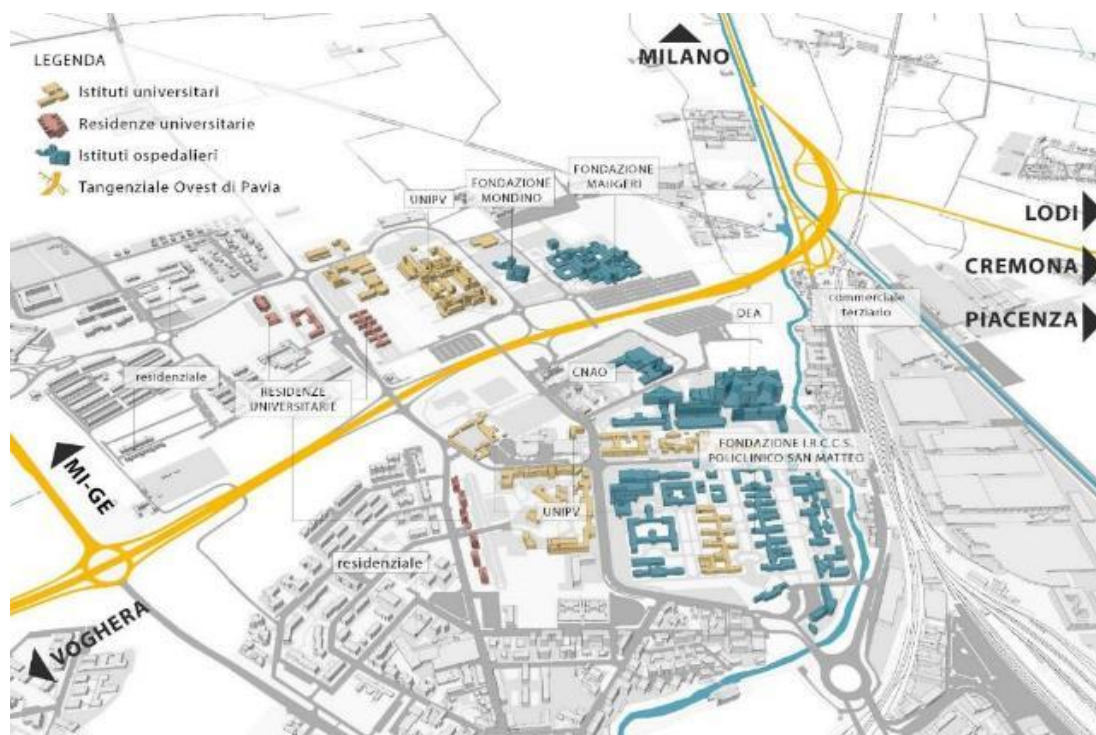 LEGENDA
Istituti universitari
Residenze universitarie
Istituti ospedalieri
Tangenziale Ovest di Pavia
MILANO
LODI
CREMONA
PIACENZA
UNIPV
FONDAZIONE
MONDINO
FONDAZIONE
MAUGERI
DEA
commerciale
terziario
residenziale
RESIDENZE
UNIVERSITARIE
CNAO
FONDAZIONE I.R.C.C.S.
POLICLINICO SAN MATTEO
UNIPV
MI-GE
residenziale
VOGHERA